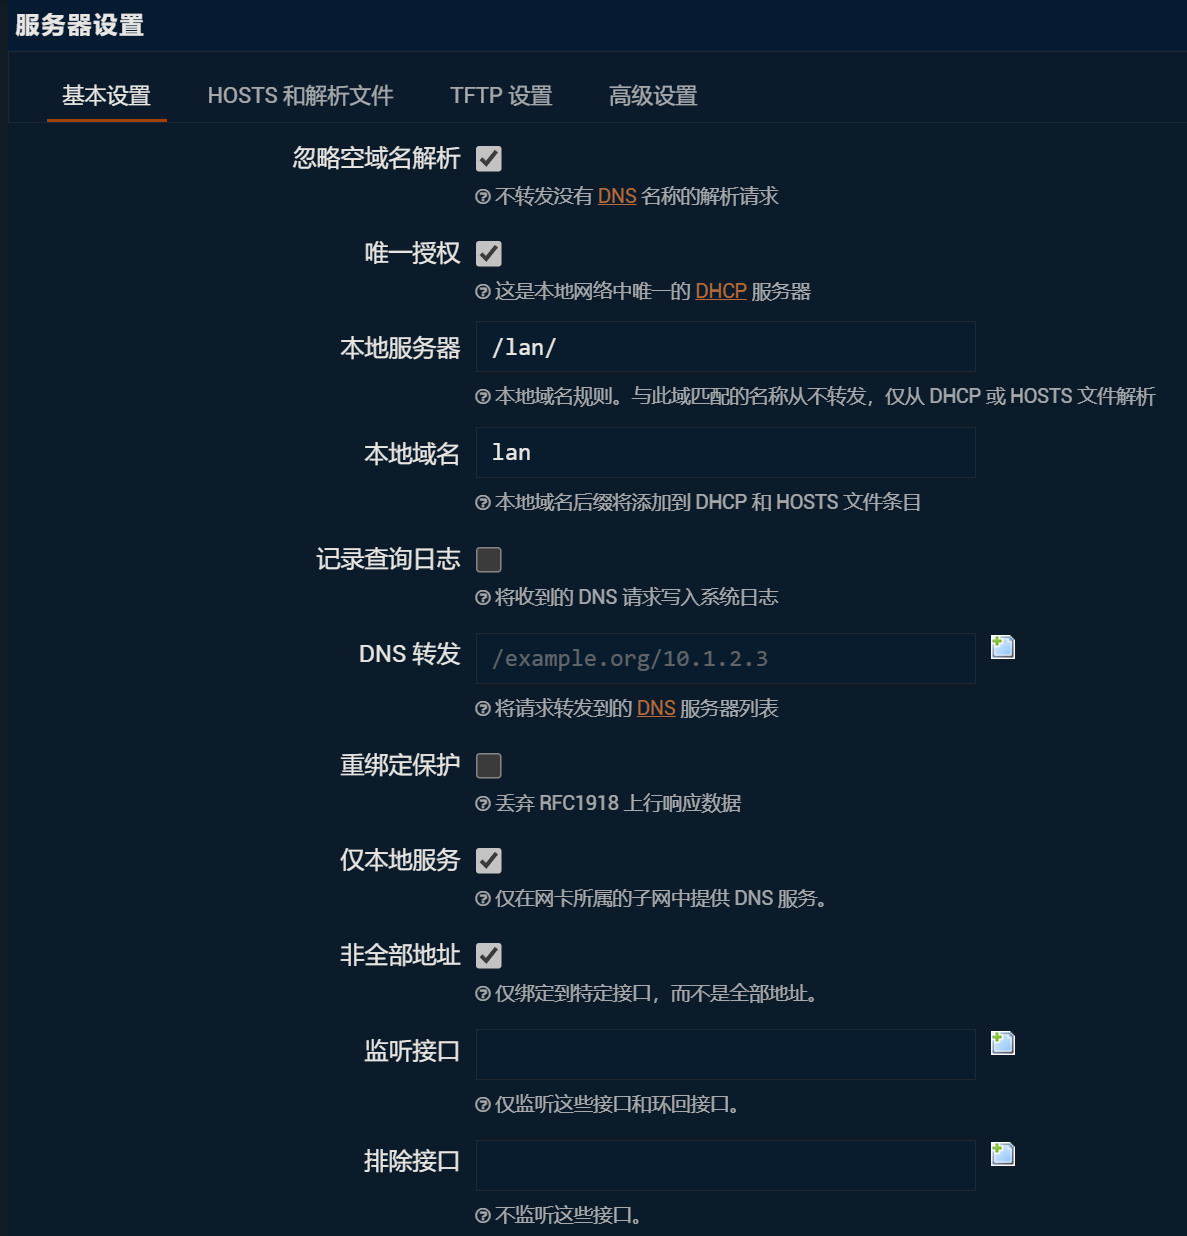 服务器设置
基本设置 HOSTS 和解析文件 TFTP 设置 高级设置
忽略空域名解析
不转发没有 DNS 名称的解析请求
唯一授权
这是本地网络中唯一的 DHCP 服务器
本地服务器 /lan/
本地域名规则。与此域匹配的名称从不转发，仅从 DHCP 或 HOSTS 文件解析
本地域名 lan
本地域名后缀将添加到 DHCP 和 HOSTS 文件条目
记录查询日志
将收到的 DNS 请求写入系统日志
DNS 转发 /example.org/10.1.2.3
将请求转发到的 DNS 服务器列表
重绑定保护
丢弃 RFC1918 上行响应数据
仅本地服务
仅在网卡所属的子网中提供 DNS 服务。
非全部地址
仅绑定到特定接口，而不是全部地址。
监听接口
仅监听这些接口和环回接口。
排除接口
不监听这些接口。